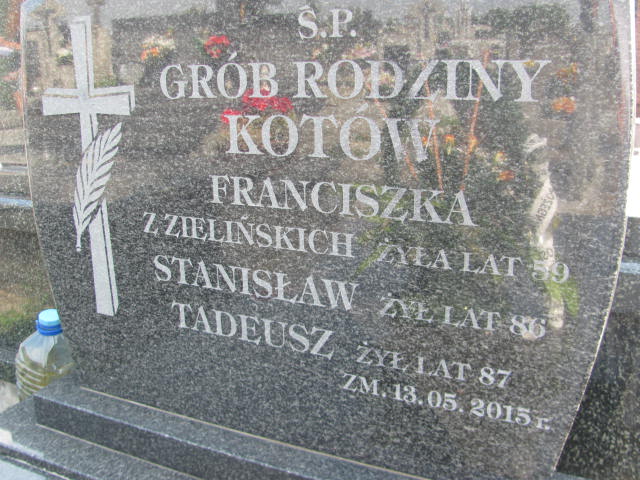 Ś.P.
GRÓB RODZINY
KOTÓW
FRANCISZKA
Z ZIELIŃSKICH ŻYŁA LAT 59
STANISŁAW ŻYŁ LAT 86
TADEUSZ ŻYŁ LAT 87
ZM. 13.05.2015 r.